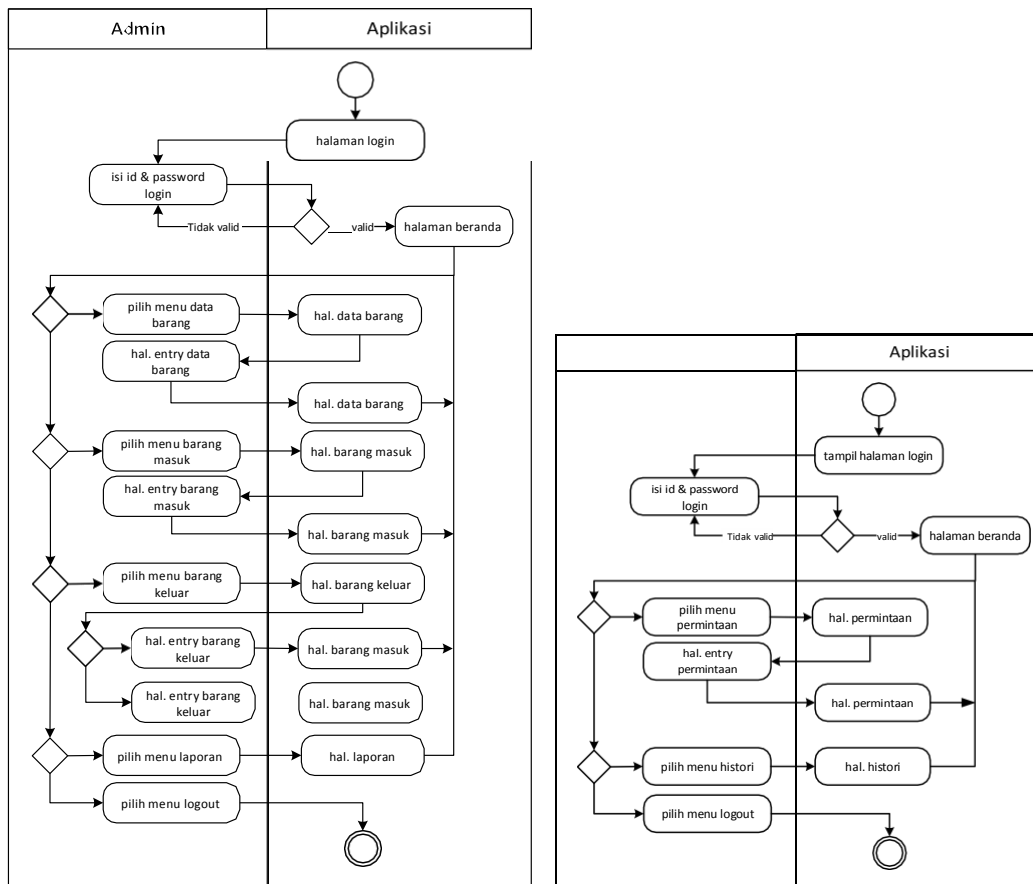 Admin
Aplikasi
halaman login
isi id & password
login
Tidak valid
____valid
halaman beranda
pilih menu data
barang
hal. data barang
hal. entry data
barang
hal. data barang
pilih menu barang
masuk
hal. barang masuk
hal. entry barang
masuk
hal. barang masuk
pilih menu barang
keluar
hal. barang keluar
hal. entry barang
keluar
hal. barang masuk
hal. entry barang
keluar
hal. barang masuk
pilih menu laporan
hal. laporan
pilih menu logout
Aplikasi
tampil halaman login
isi id & password
login
Tidak valid
valid
halaman beranda
pilih menu
permintaan
hal. permintaan
hal. entry
permintaan
hal. permintaan
pilih menu histori
hal. histori
pilih menu logout